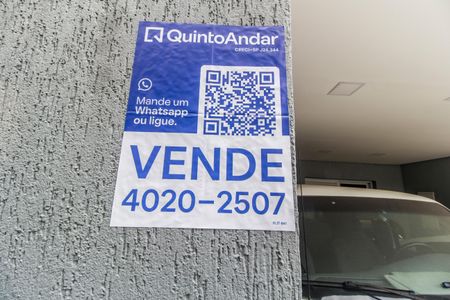 QuintoAndar
CRECI-SP J24.344
Mande um
Whatsapp
ou ligue.
VENDE
4020-2507